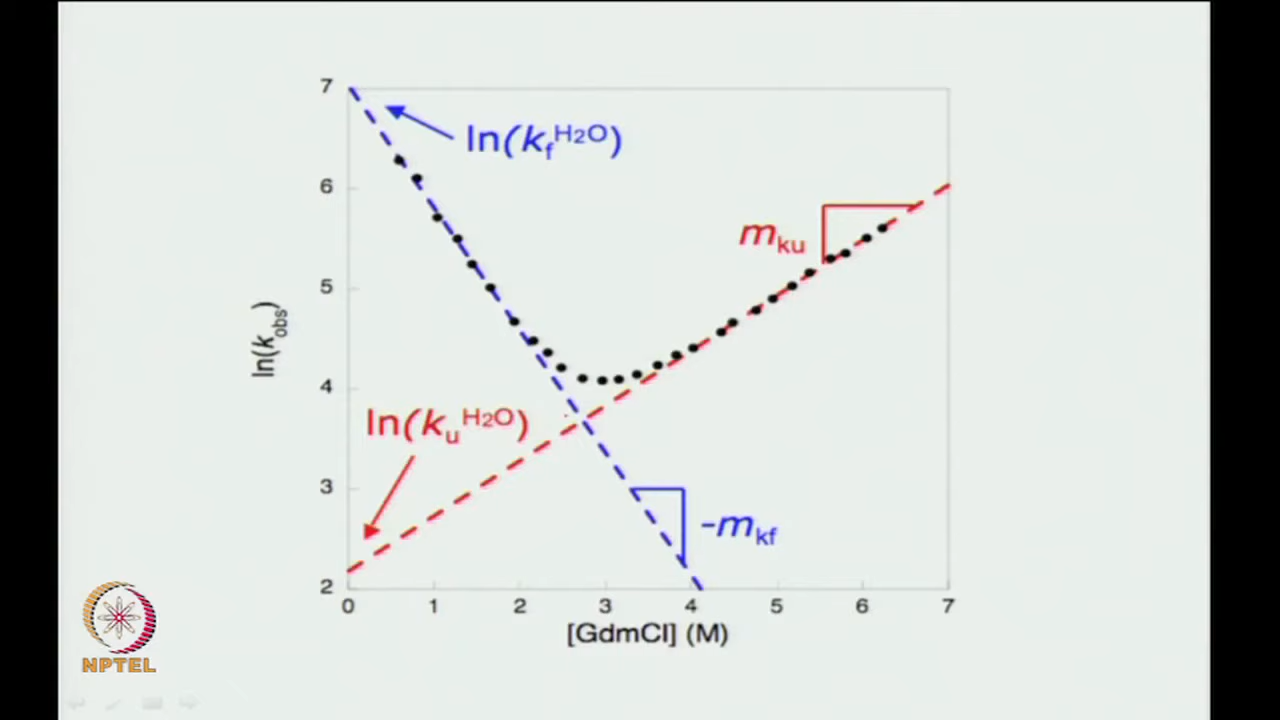 7
ln(kfH2O)
6
mku
5
ln(kobs)
4
ln(kuH2O)
3
-mkf
2
0 1 2 3 4 5 6 7
[GdmCl] (M)
NPTEL